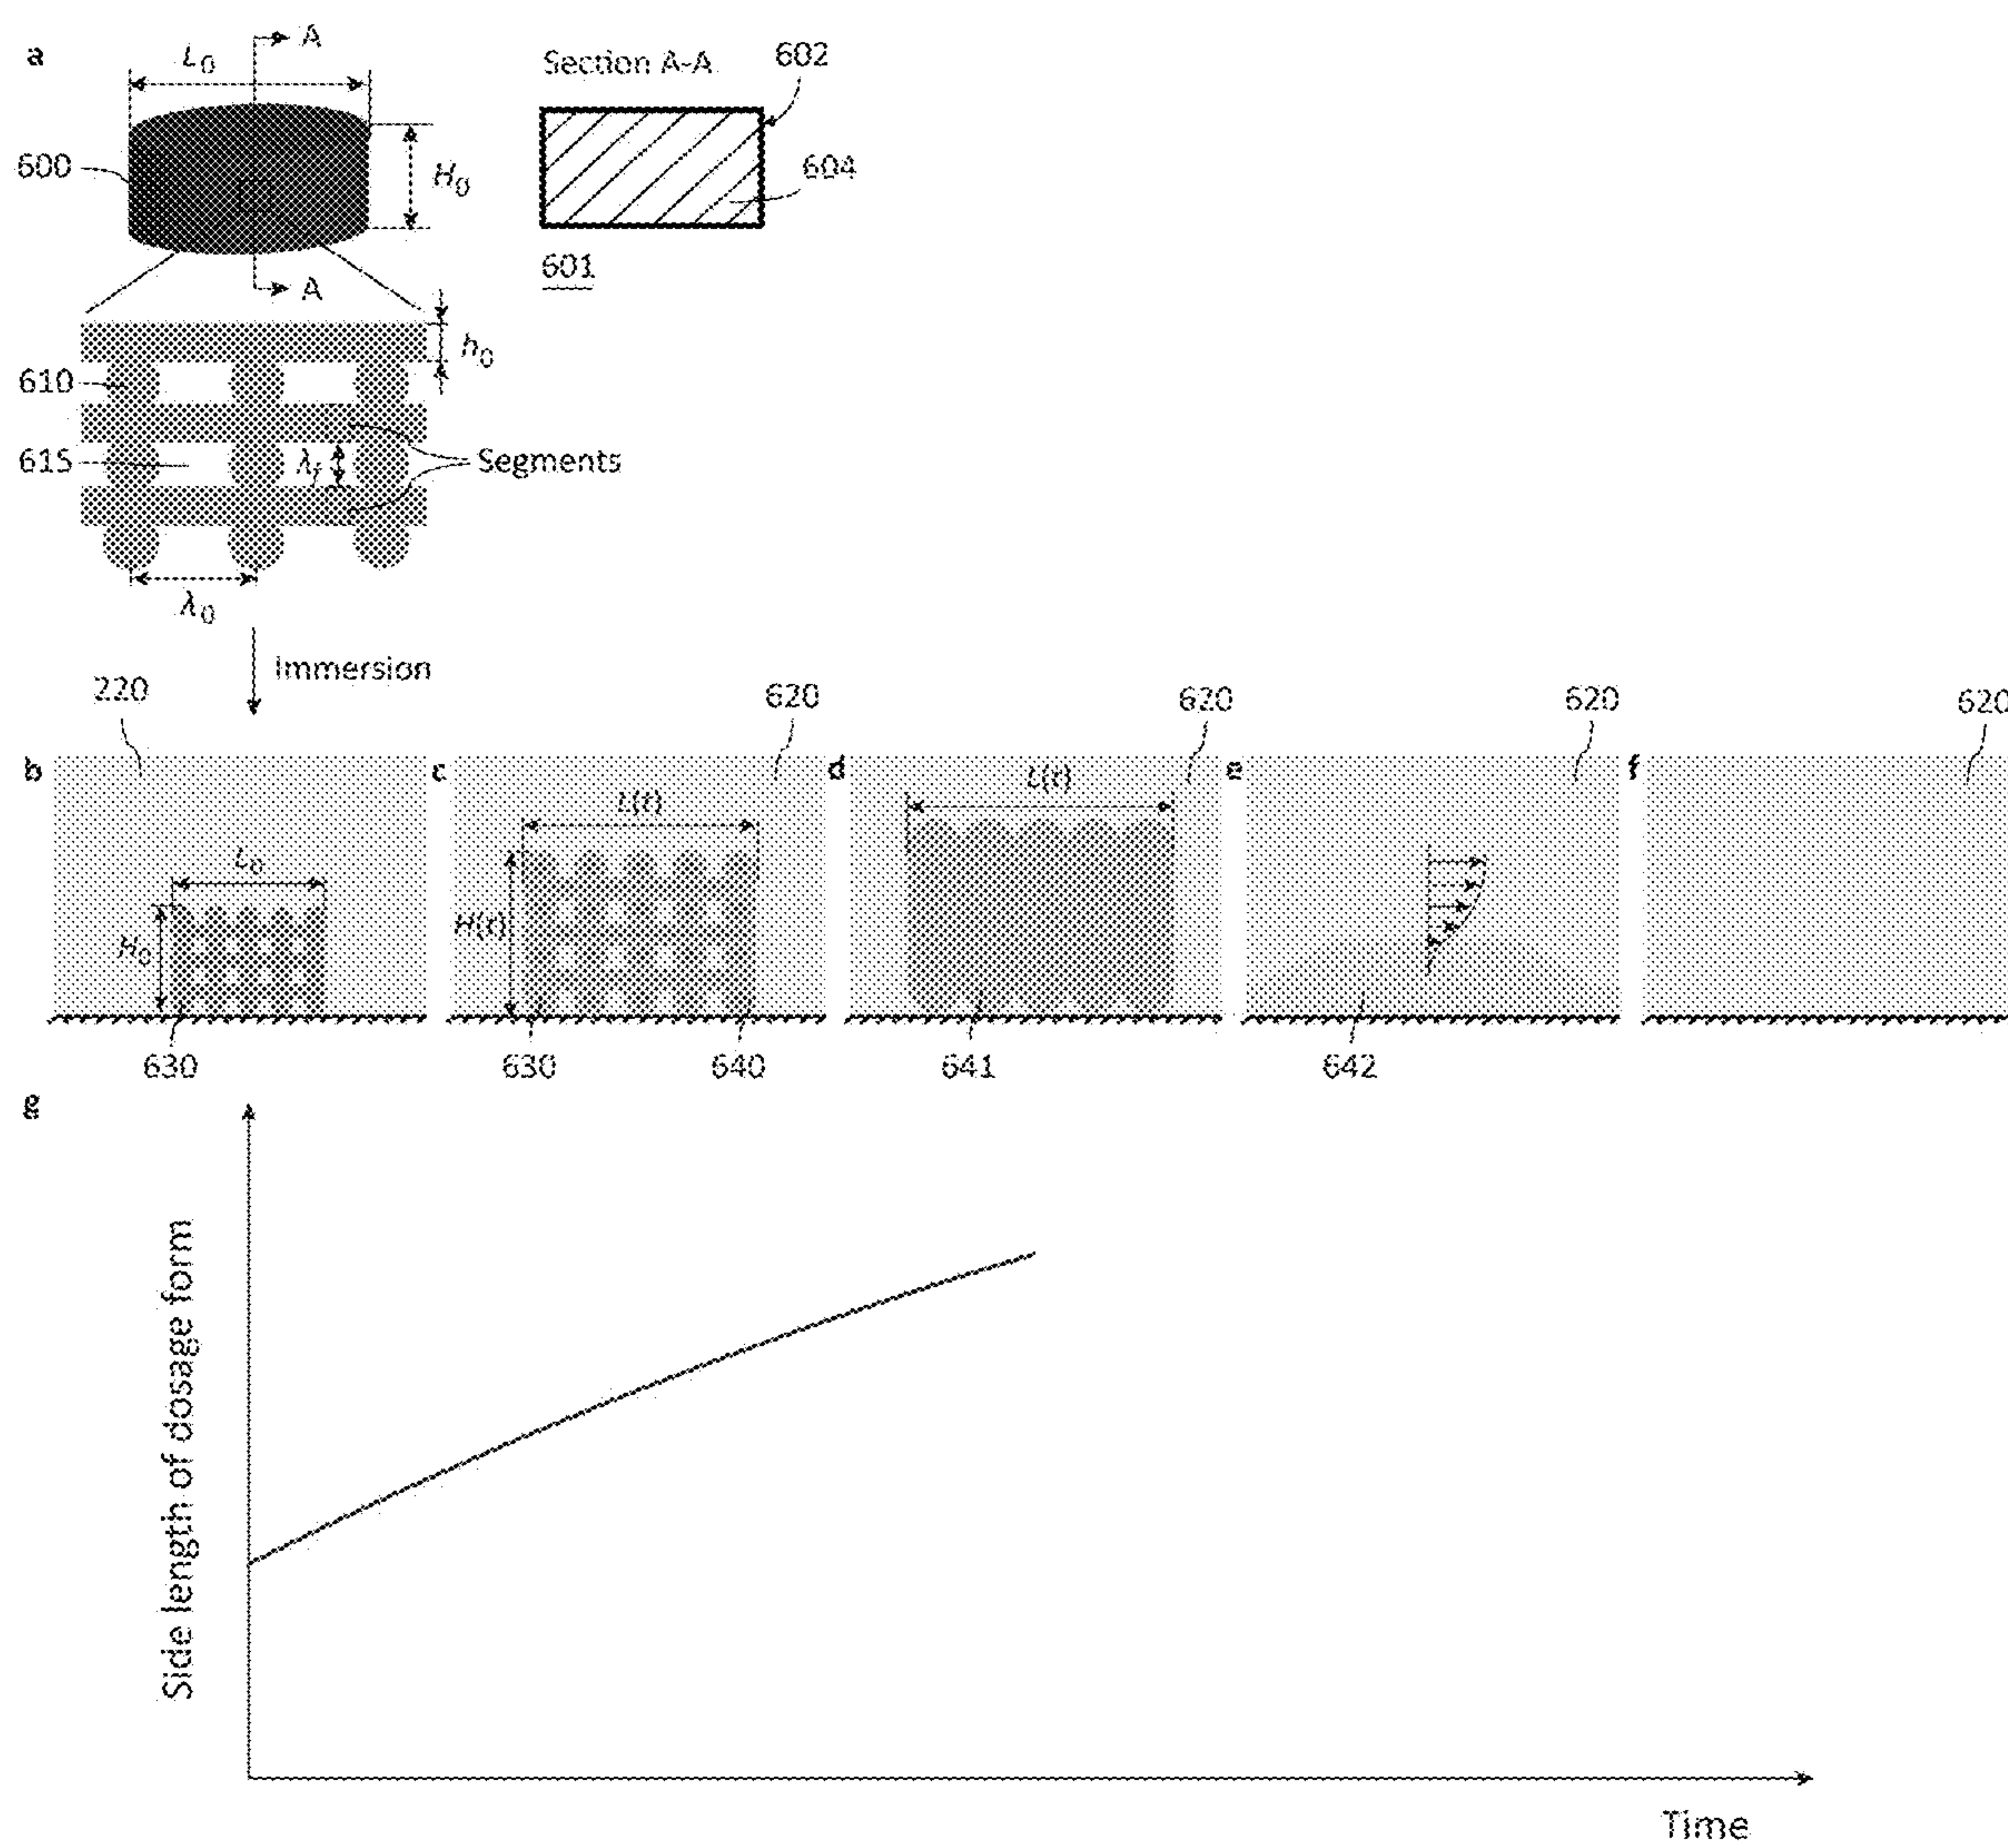 a
A
L0
Section A-A
602
600
H0
604
601
A
h0
610
615
λf
Segments
λ0
Immersion
220
620
620
620
620
b
c
d
e
f
L(t)
L(t)
L0
H(t)
H0
630
630
640
641
642
g
Side length of dosage form
Time